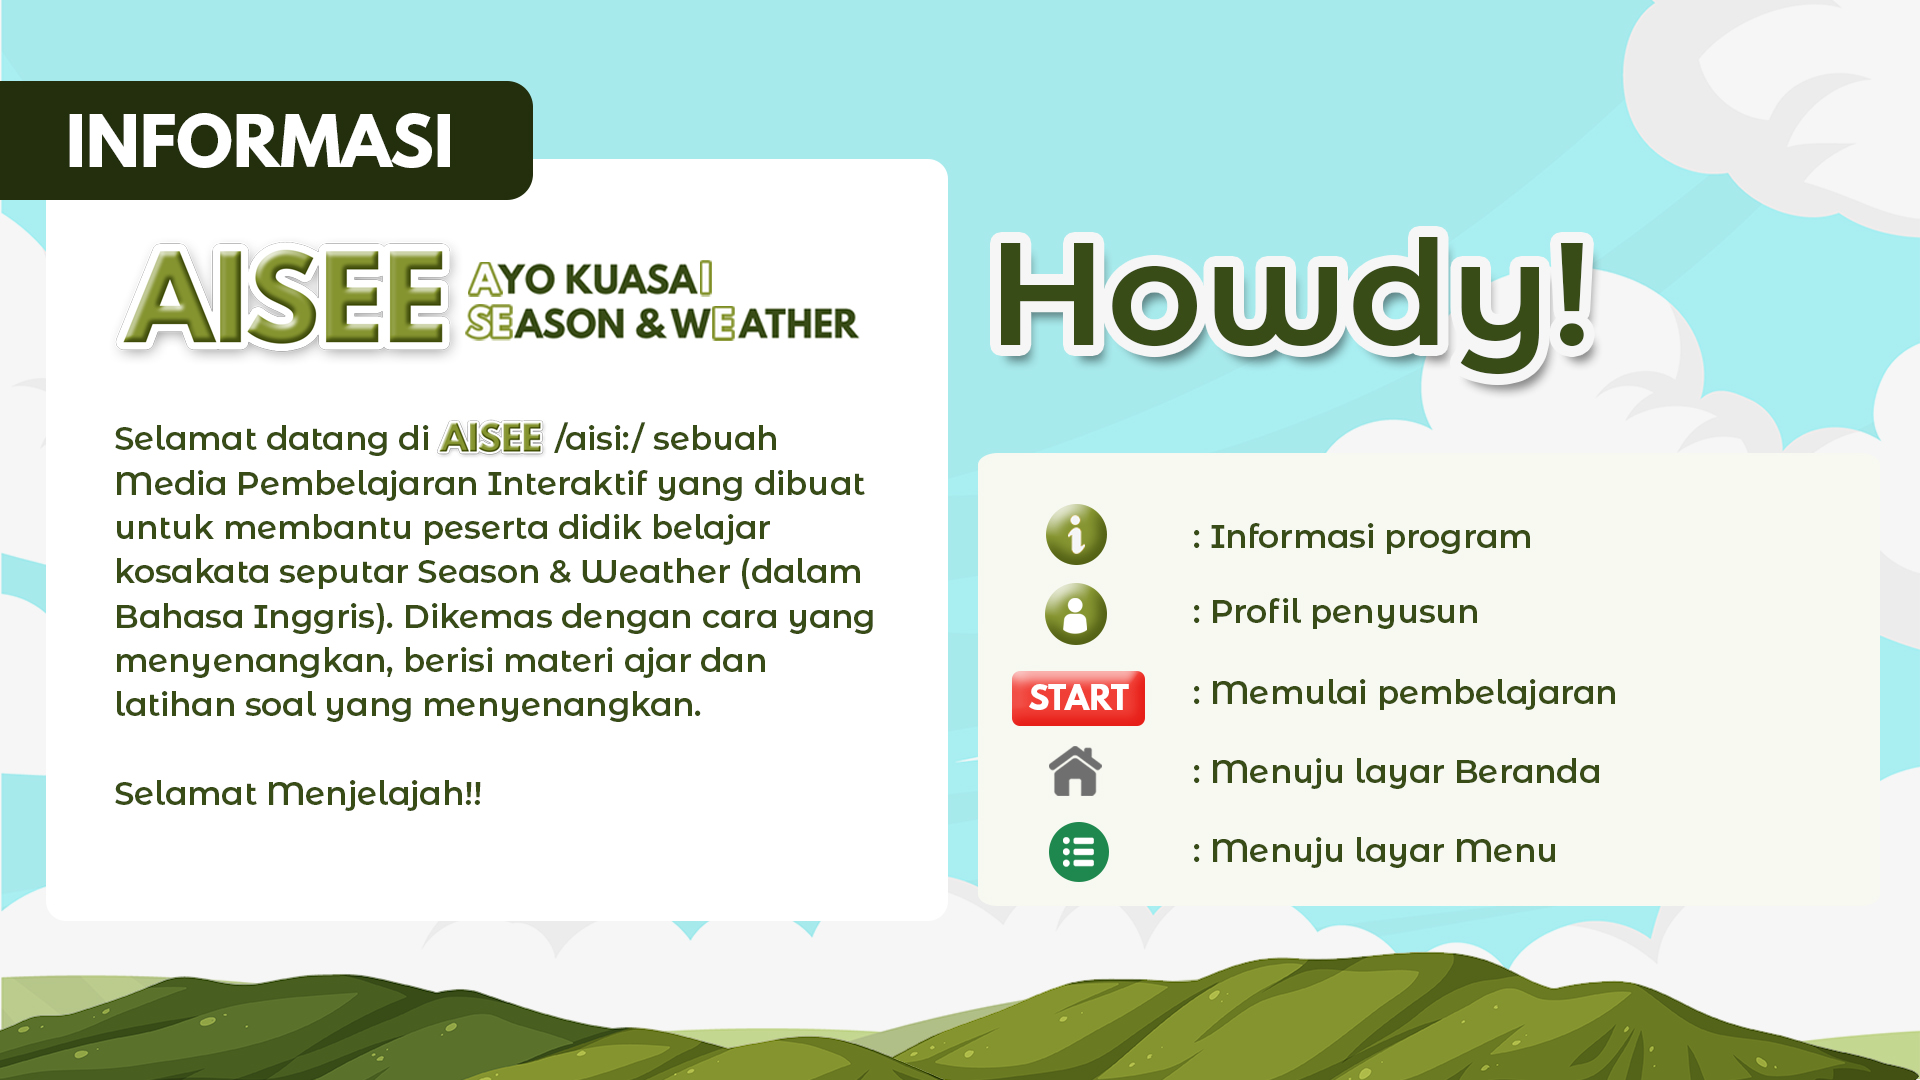 INFORMASI
AISEE AYO KUASAI
SEASON & WEATHER
Selamat datang di AISEE /aisi:/ sebuah
Media Pembelajaran Interaktif yang dibuat
untuk membantu peserta didik belajar
kosakata seputar Season & Weather (dalam
Bahasa Inggris). Dikemas dengan cara yang
menyenangkan, berisi materi ajar dan
latihan soal yang menyenangkan.
Selamat Menjelajah!!
Howdy!
i : Informasi program
: Profil penyusun
START : Memulai pembelajaran
: Menuju layar Beranda
: Menuju layar Menu